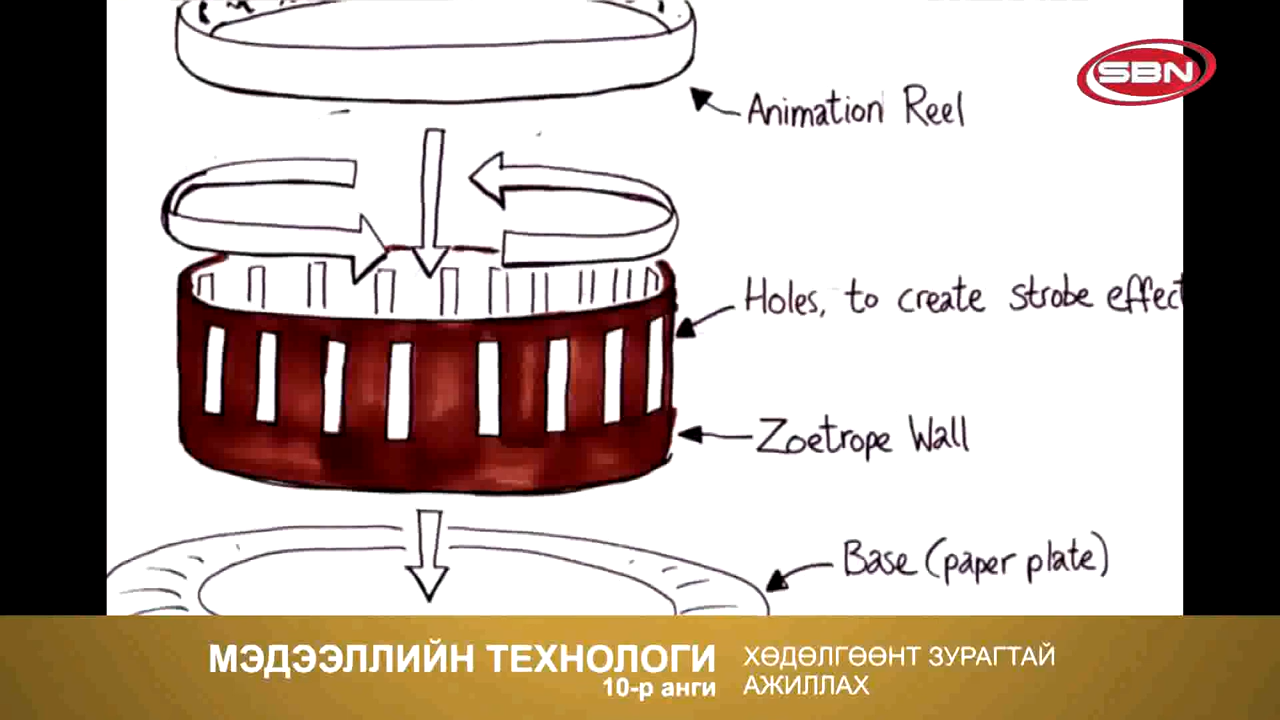 SBN
Animation Reel
Holes, to create strobe effect
Zoetrope Wall
Base (paper plate)
МЭДЭЭЛЛИЙН ТЕХНОЛОГИ
10-р анги
ХӨДӨЛГӨӨНТ ЗУРАГТАЙ
АЖИЛЛАХ